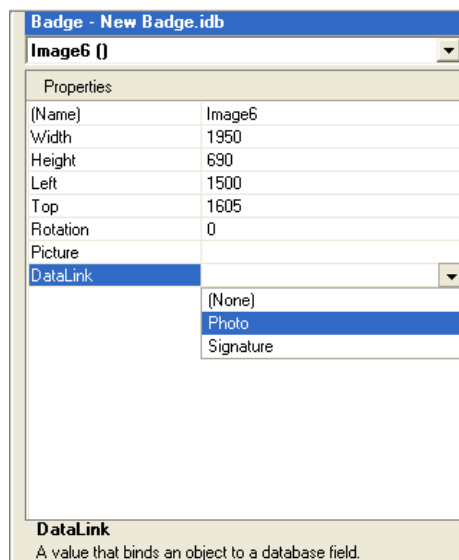 Badge - New Badge.idb
Image6 ()
Properties
(Name) Image6
Width 1950
Height 690
Left 1500
Top 1605
Rotation 0
Picture
DataLink
(None)
Photo
Signature
DataLink
A value that binds an object to a database field.